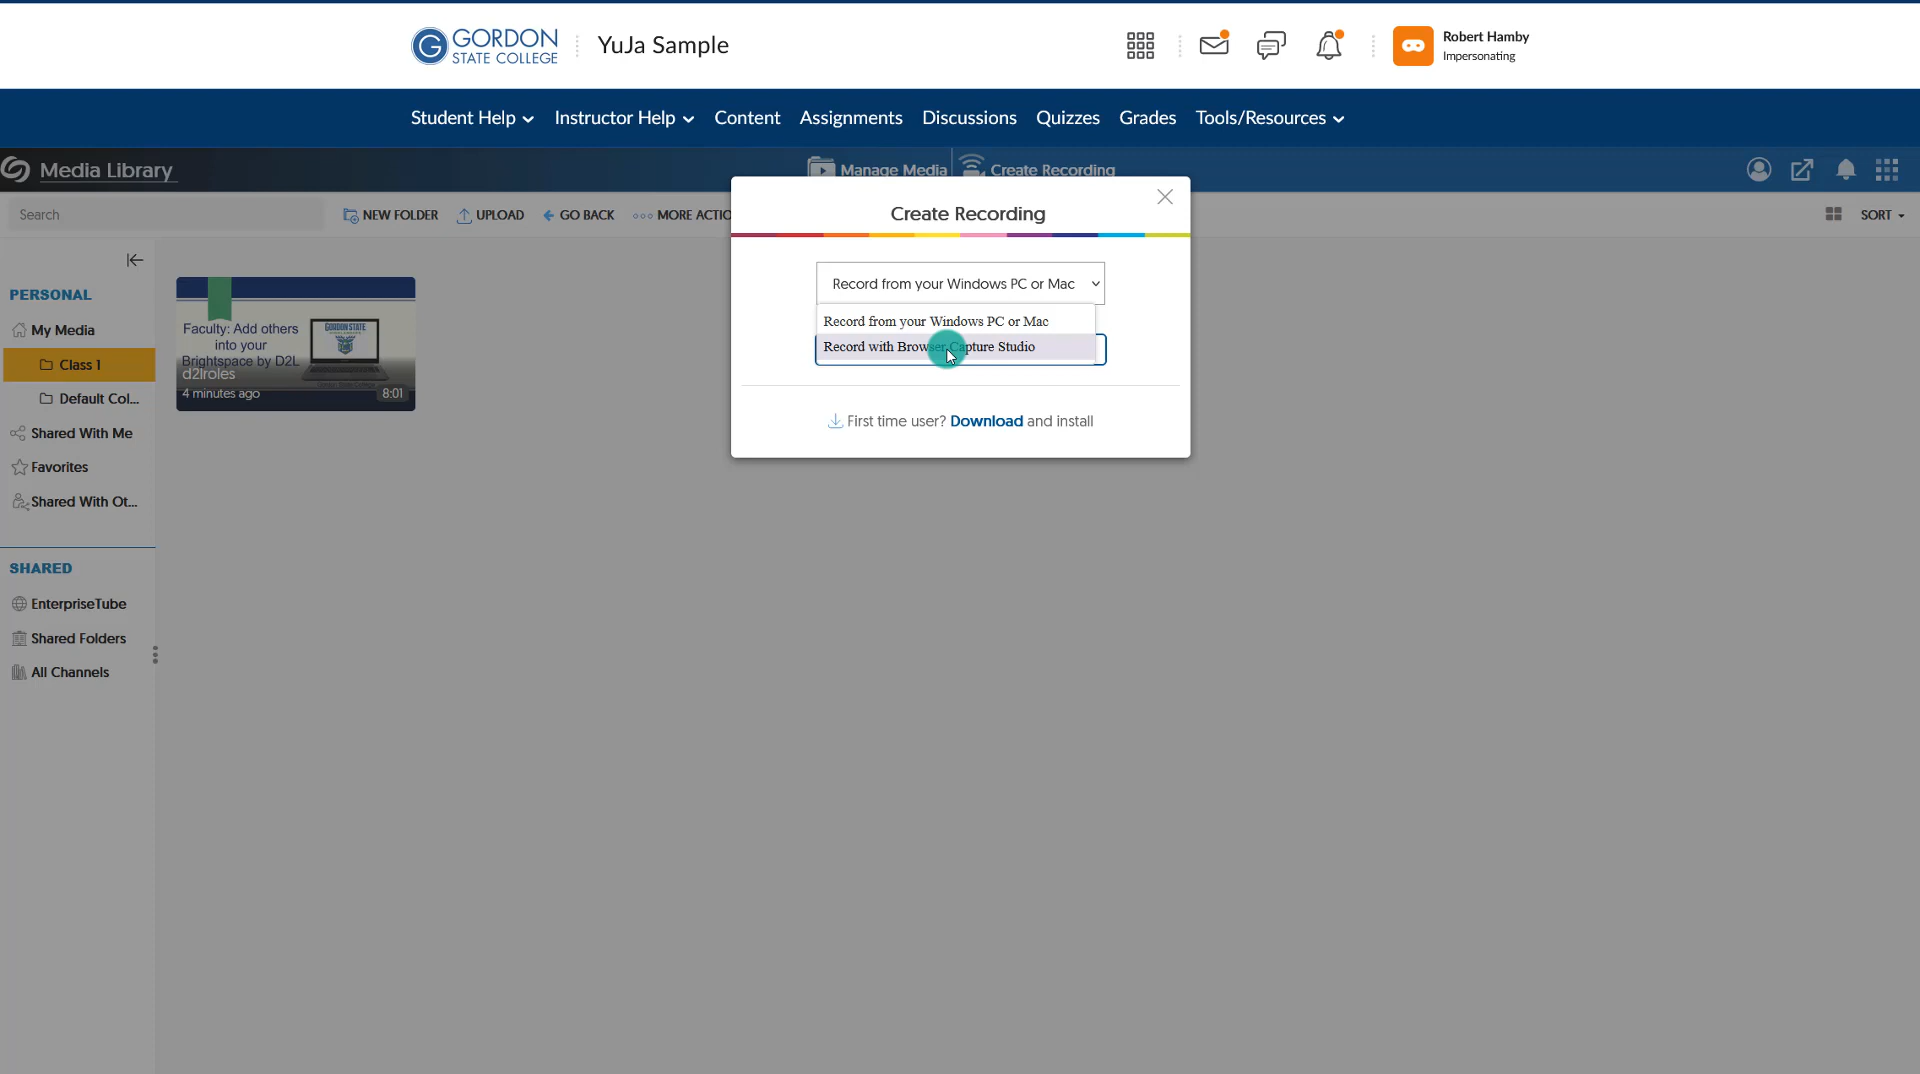 GORDON
STATE COLLEGE
YuJa Sample
Robert Hamby
Impersonating
Student Help
Instructor Help
Content
Assignments
Discussions
Quizzes
Grades
Tools/Resources
Media Library
Manage Media
Create Recording
Search
NEW FOLDER
UPLOAD
GO BACK
MORE ACTIO
SORT
Create Recording
Record from your Windows PC or Mac
Record from your Windows PC or Mac
Record with Browser Capture Studio
First time user? Download and install
PERSONAL
My Media
Class 1
Default Col...
Shared With Me
Favorites
Shared With Ot...
SHARED
EnterpriseTube
Shared Folders
All Channels
Faculty: Add others
into your
Brightspace by D2L
GORDON STATE
d2lroles
4 minutes ago
8:01